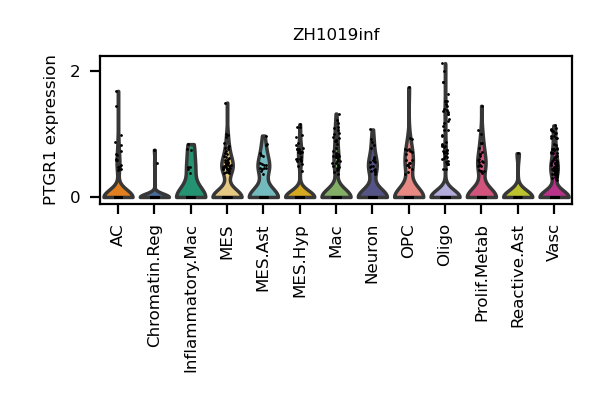 ZH1019inf
PTGR1 expression
2
0
AC
Chromatin.Reg
Inflammatory.Mac
MES
MES.Ast
MES.Hyp
Mac
Neuron
OPC
Oligo
Prolif.Metab
Reactive.Ast
Vasc